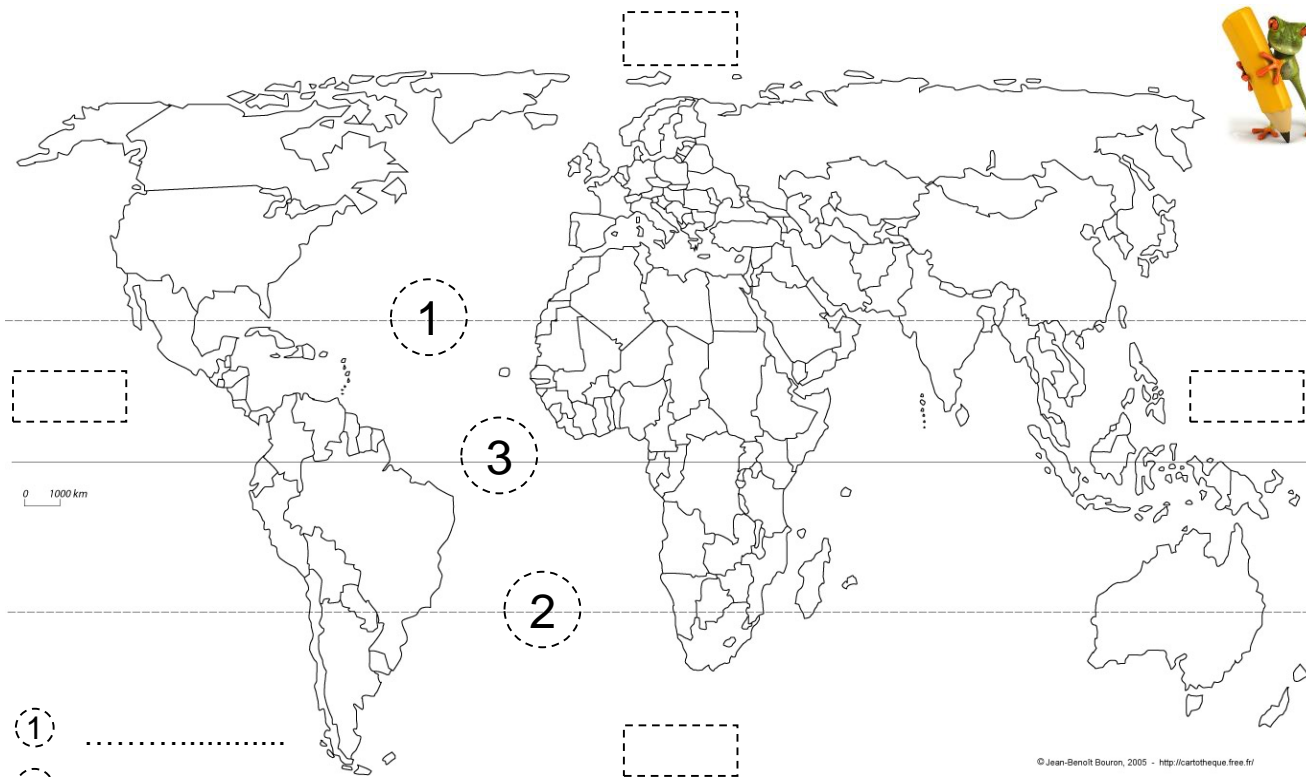 1
3
0 1000 km
2
1 ......................
© Jean-Benoît Bouron, 2005 - http://cartotheque.free.fr/